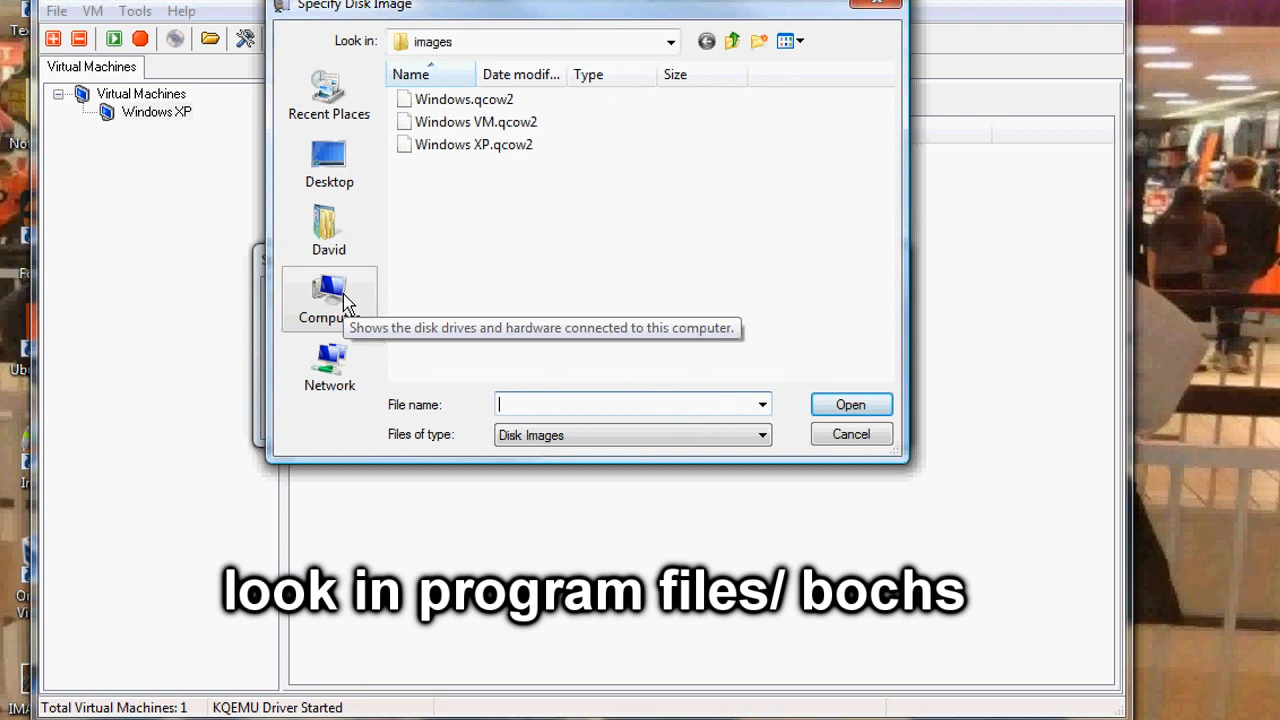 Specify Disk Image
File VM Tools Help
Look in: images
Virtual Machines
Name Date modif... Type Size
Virtual Machines
Windows XP
Recent Places
Windows.qcow2
Windows VM.qcow2
Windows XP.qcow2
Desktop
David
Shows the disk drives and hardware connected to this computer.
Network
File name: Open
Files of type: Disk Images Cancel
look in program files/ bochs
Total Virtual Machines: 1 KQEMU Driver Started